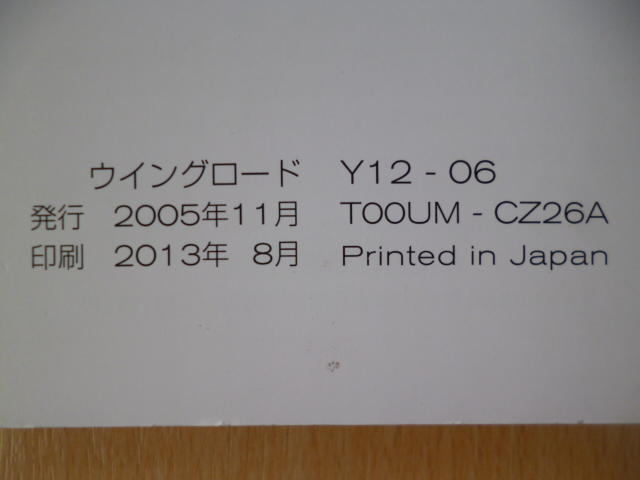 ウイングロード Y12 - 06
発行 2005年11月 T00UM - CZ26A
印刷 2013年 8月 Printed in Japan